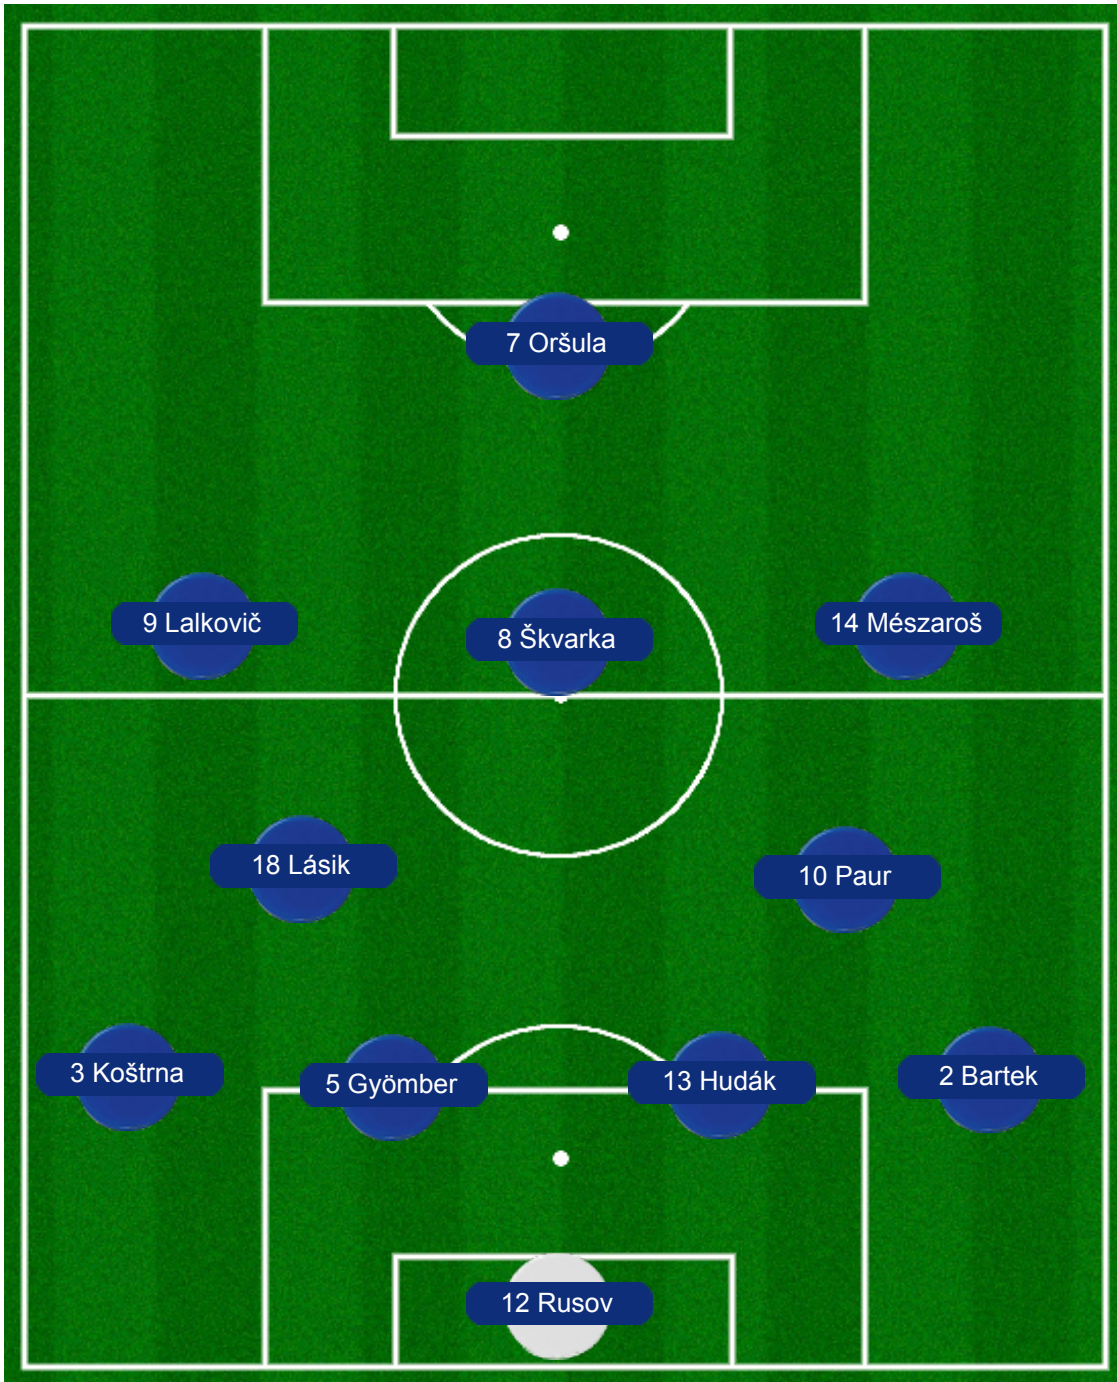 7 Oršula
9 Lalkovič
8 Škvarka
14 Mészaroš
18 Lásik
10 Paur
3 Koštrna
5 Gyömber
13 Hudák
2 Bartek
12 Rusov